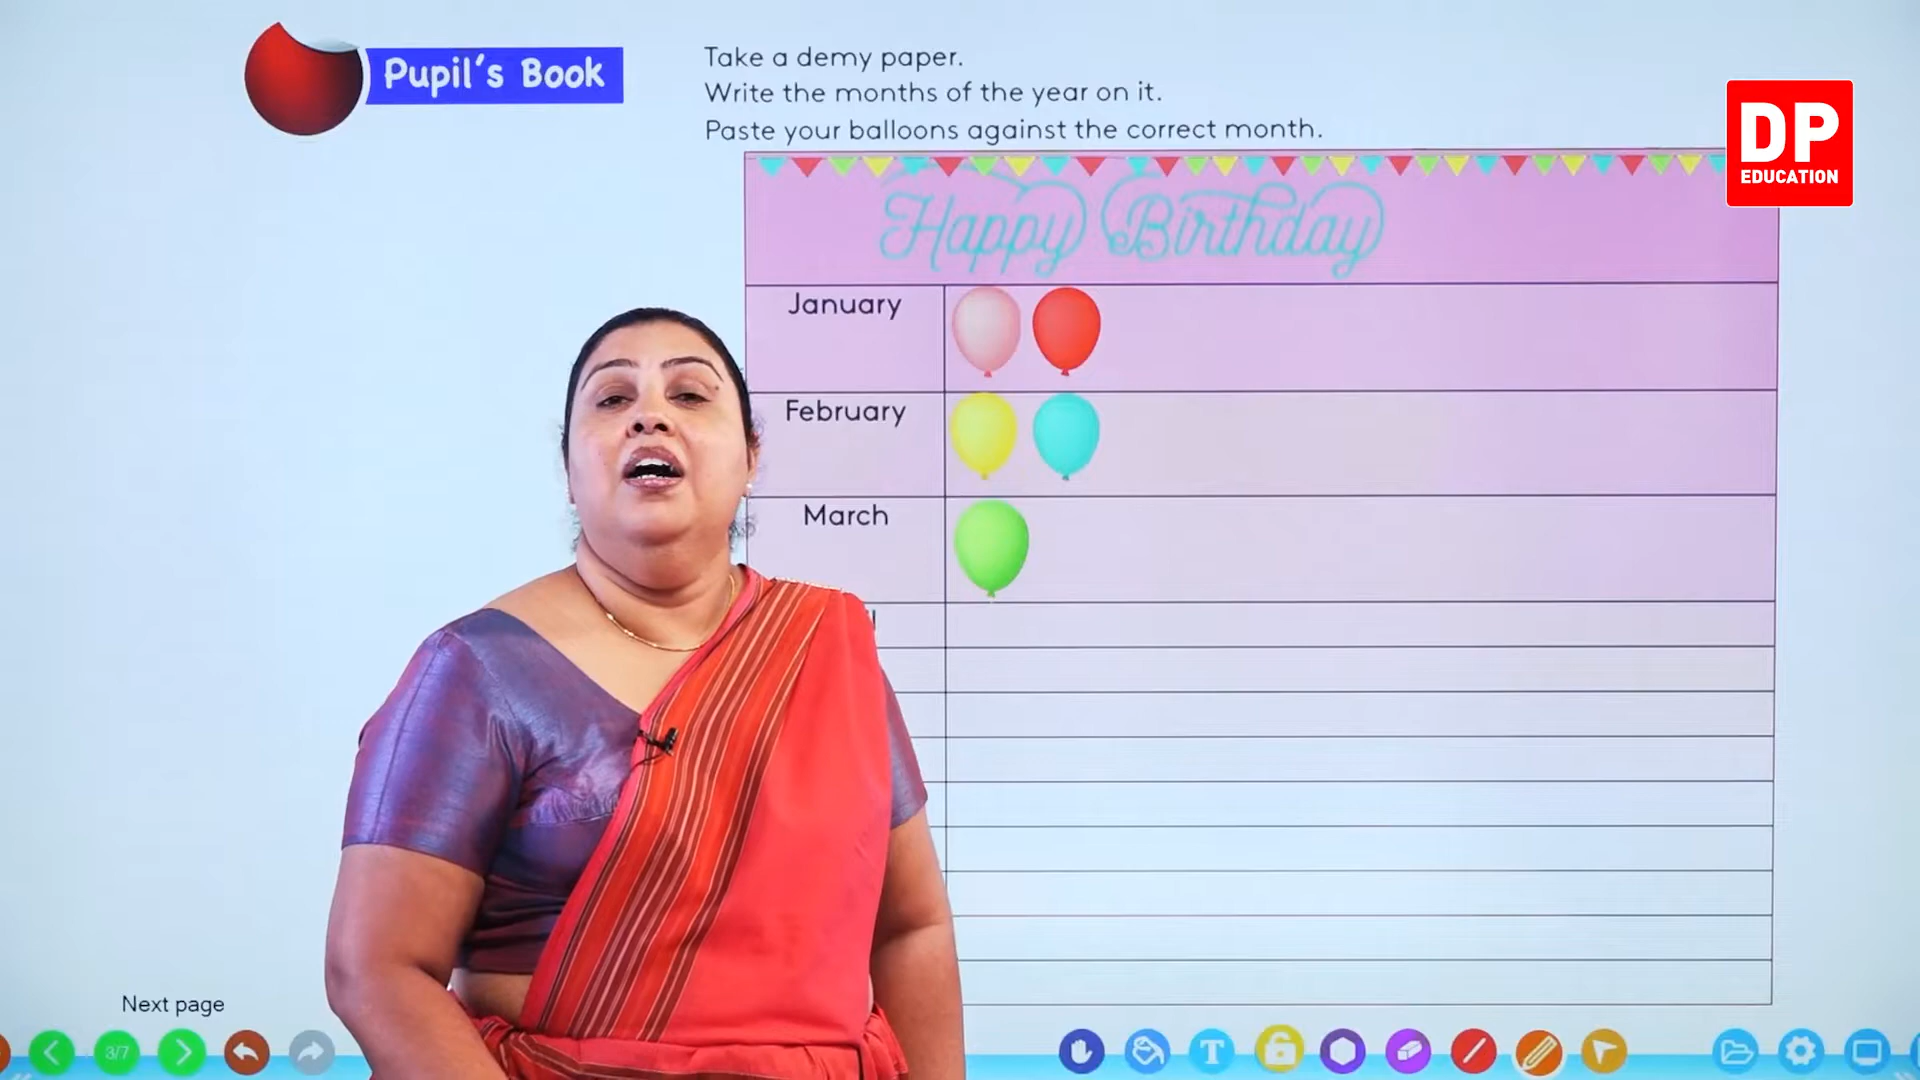 Pupil's Book
Take a demy paper.
Write the months of the year on it.
Paste your balloons against the correct month.
DP
EDUCATION
Happy Birthday
January
February
March
Next page
3/7
T